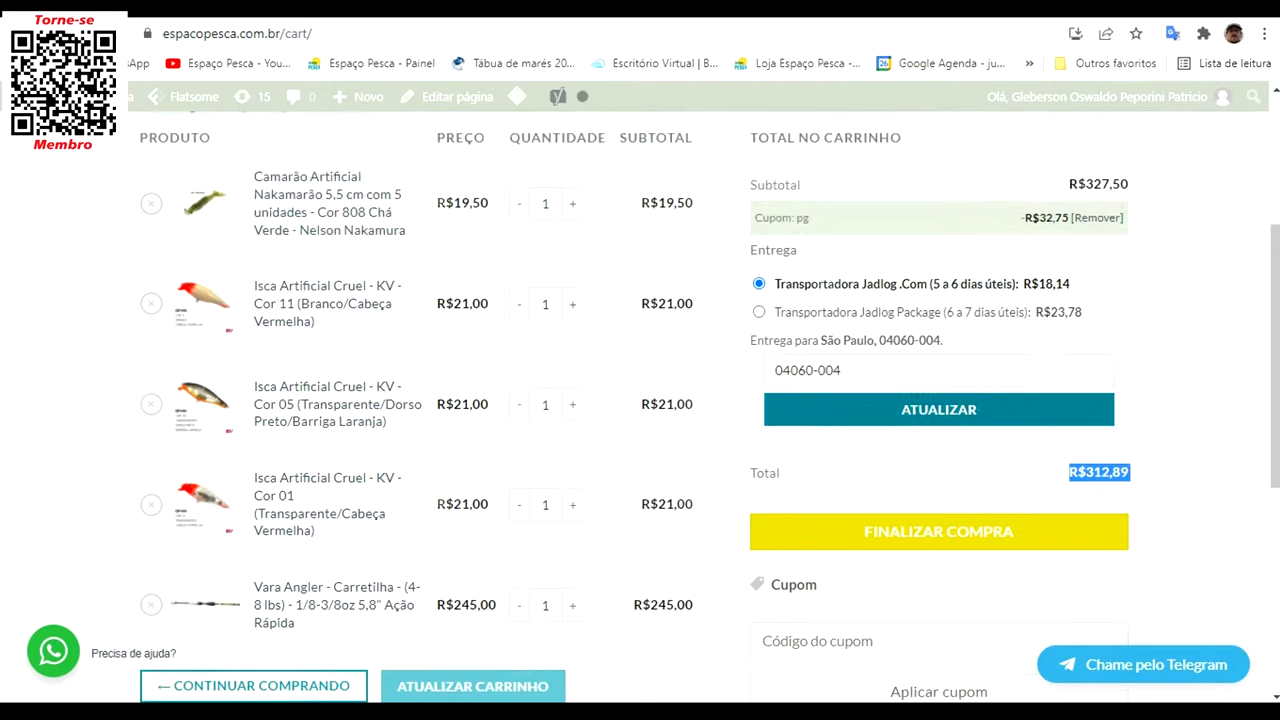 Torne-se
Membro
espacopesca.com.br/cart/
App
Espaço Pesca - You...
Espaço Pesca - Painel
Tábua de marés 20...
Escritório Virtual | B...
Loja Espaço Pesca -...
Google Agenda - ju...
»
Outros favoritos
Lista de leitura
Flatsome
15
0
Novo
Editar página
Olá, Gleberson Oswaldo Peporini Patricio
PRODUTO PREÇO QUANTIDADE SUBTOTAL
Camarão Artificial
Nakamarão 5,5 cm com 5
unidades - Cor 808 Chá
Verde - Nelson Nakamura
R$19,50 - 1 + R$19,50
Isca Artificial Cruel - KV -
Cor 11 (Branco/Cabeça
Vermelha)
R$21,00 - 1 + R$21,00
Isca Artificial Cruel - KV -
Cor 05 (Transparente/Dorso
Preto/Barriga Laranja)
R$21,00 - 1 + R$21,00
Isca Artificial Cruel - KV -
Cor 01
(Transparente/Cabeça
Vermelha)
R$21,00 - 1 + R$21,00
Vara Angler - Carretilha - (4-
8 lbs) - 1/8-3/8oz 5,8" Ação
Rápida
R$245,00 - 1 + R$245,00
Precisa de ajuda?
← CONTINUAR COMPRANDO
ATUALIZAR CARRINHO
TOTAL NO CARRINHO
Subtotal R$327,50
Cupom: pg -R$32,75 [Remover]
Entrega
Transportadora Jadlog .Com (5 a 6 dias úteis): R$18,14
Transportadora Jadlog Package (6 a 7 dias úteis): R$23,78
Entrega para São Paulo, 04060-004.
04060-004
ATUALIZAR
Total R$312,89
FINALIZAR COMPRA
Cupom
Código do cupom
Chame pelo Telegram
Aplicar cupom